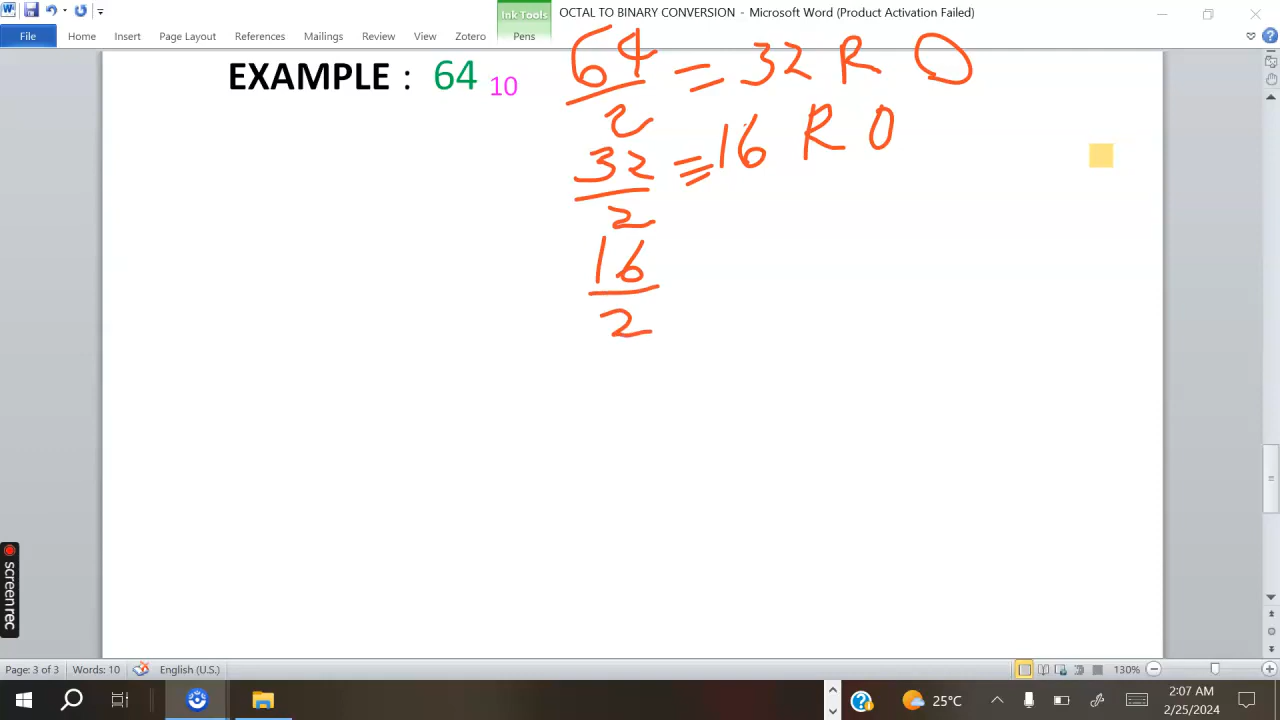 Ink Tools
OCTAL TO BINARY CONVERSION - Microsoft Word (Product Activation Failed)
File Home Insert Page Layout References Mailings Review View Zotero Pens
EXAMPLE : 64 10
64/2 = 32 R 0
32/2 = 16 R 0
16/2
screen rec
Page: 3 of 3 Words: 10 English (U.S.) 130%
25°C
2:07 AM
2/25/2024